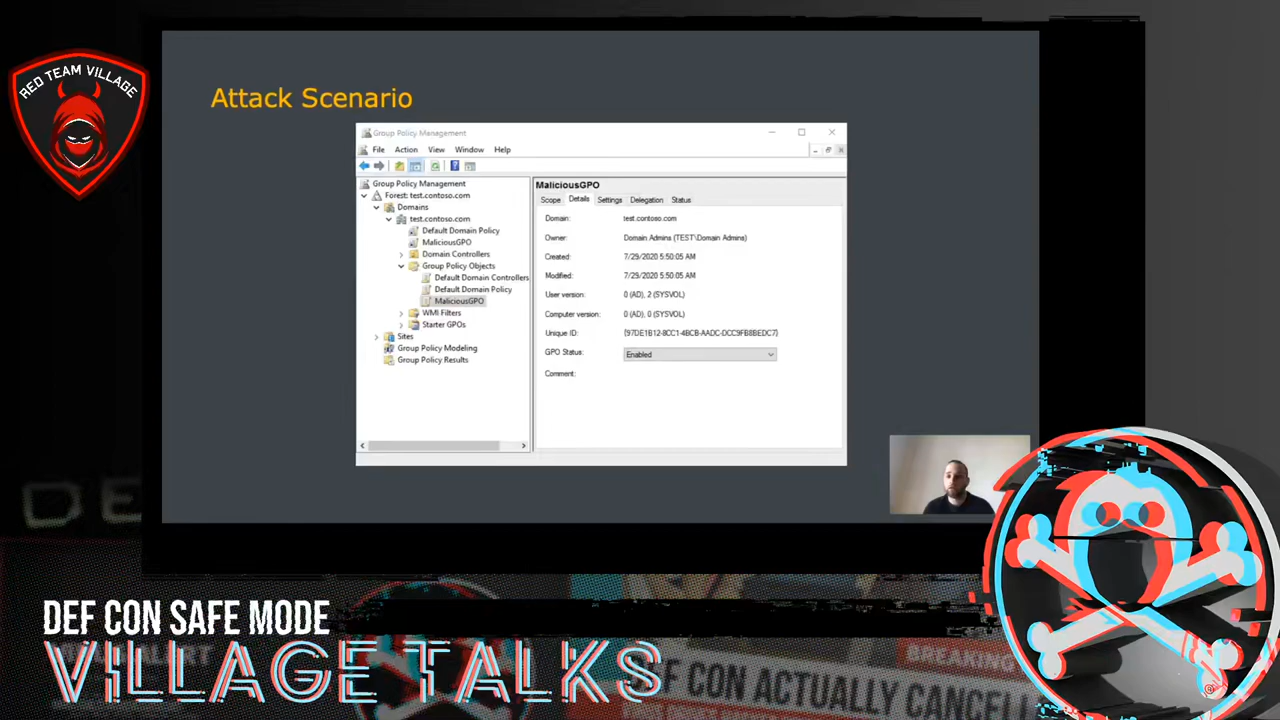 RED TEAM VILLAGE
Attack Scenario
Group Policy Management
File Action View Window Help
Group Policy Management
Forest: test.contoso.com
Domains
test.contoso.com
Default Domain Policy
MaliciousGPO
Domain Controllers
Group Policy Objects
Default Domain Controllers
Default Domain Policy
MaliciousGPO
WMI Filters
Starter GPOs
Sites
Group Policy Modeling
Group Policy Results
MaliciousGPO
Scope Details Settings Delegation Status
Domain: test.contoso.com
Owner: Domain Admins (TEST\Domain Admins)
Created: 7/29/2020 5:50:05 AM
Modified: 7/29/2020 5:50:05 AM
User version: 0 (AD), 2 (SYSVOL)
Computer version: 0 (AD), 0 (SYSVOL)
Unique ID: {97DE1B12-8CC1-4BCB-AADC-DCC9FB8BEDC7}
GPO Status: Enabled
Comment:
DEF CON SAFE MODE
VILLAGE TALKS
DEF CON ACTUALLY CANCEL